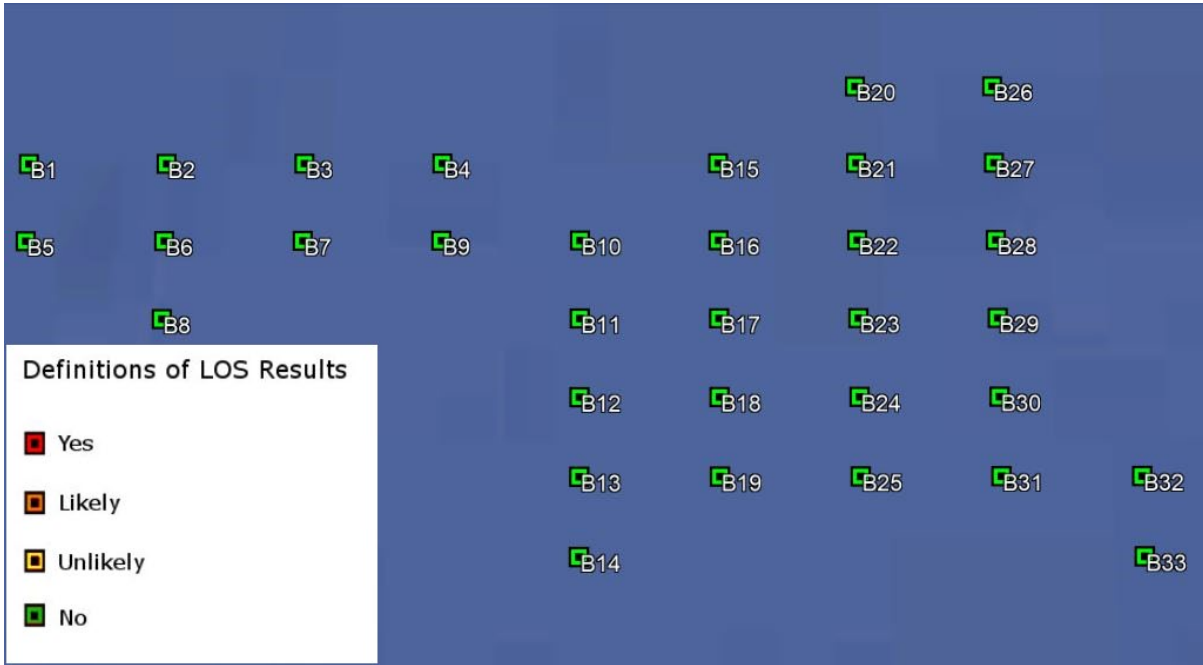 B20 B26
B1 B2 B3 B4 B15 B21 B27
B5 B6 B7 B9 B10 B16 B22 B28
B8 B11 B17 B23 B29
Definitions of LOS Results
B12 B18 B24 B30
Yes
B13 B19 B25 B31 B32
Likely
Unlikely
B14 B33
No